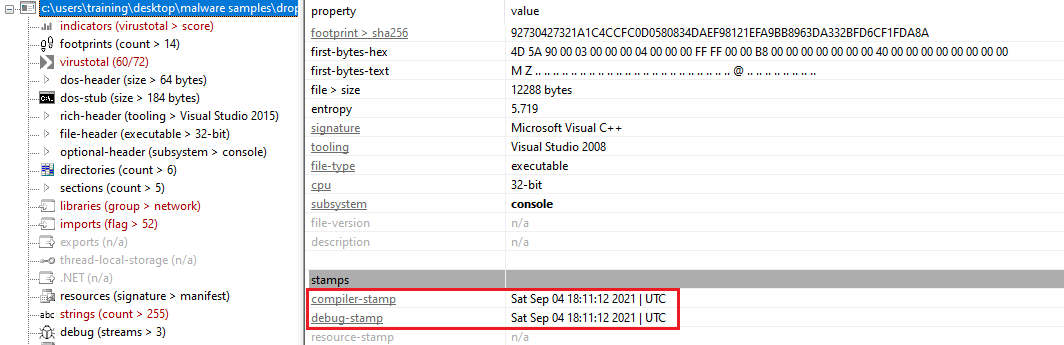 c:\users\training\desktop\malware samples\drop
indicators (virustotal > score)
footprints (count > 14)
virustotal (60/72)
dos-header (size > 64 bytes)
dos-stub (size > 184 bytes)
rich-header (tooling > Visual Studio 2015)
file-header (executable > 32-bit)
optional-header (subsystem > console)
directories (count > 6)
sections (count > 5)
libraries (group > network)
imports (flag > 52)
exports (n/a)
thread-local-storage (n/a)
.NET (n/a)
resources (signature > manifest)
abc strings (count > 255)
debug (streams > 3)
property value
footprint > sha256 92730427321A1C4CCFC0D0580834DAEF98121EFA9BB8963DA332BFD6CF1FDA8A
first-bytes-hex 4D 5A 90 00 03 00 00 00 04 00 00 00 FF FF 00 00 B8 00 00 00 00 00 00 00 40 00 00 00 00 00 00 00 00 00
first-bytes-text M Z .. .. .. .. .. .. .. .. .. .. .. .. .. .. .. .. .. .. .. .. .. .. @ .. .. .. .. .. .. .. ..
file > size 12288 bytes
entropy 5.719
signature Microsoft Visual C++
tooling Visual Studio 2008
file-type executable
cpu 32-bit
subsystem console
file-version n/a
description n/a
stamps
compiler-stamp Sat Sep 04 18:11:12 2021 | UTC
debug-stamp Sat Sep 04 18:11:12 2021 | UTC
resource-stamp n/a